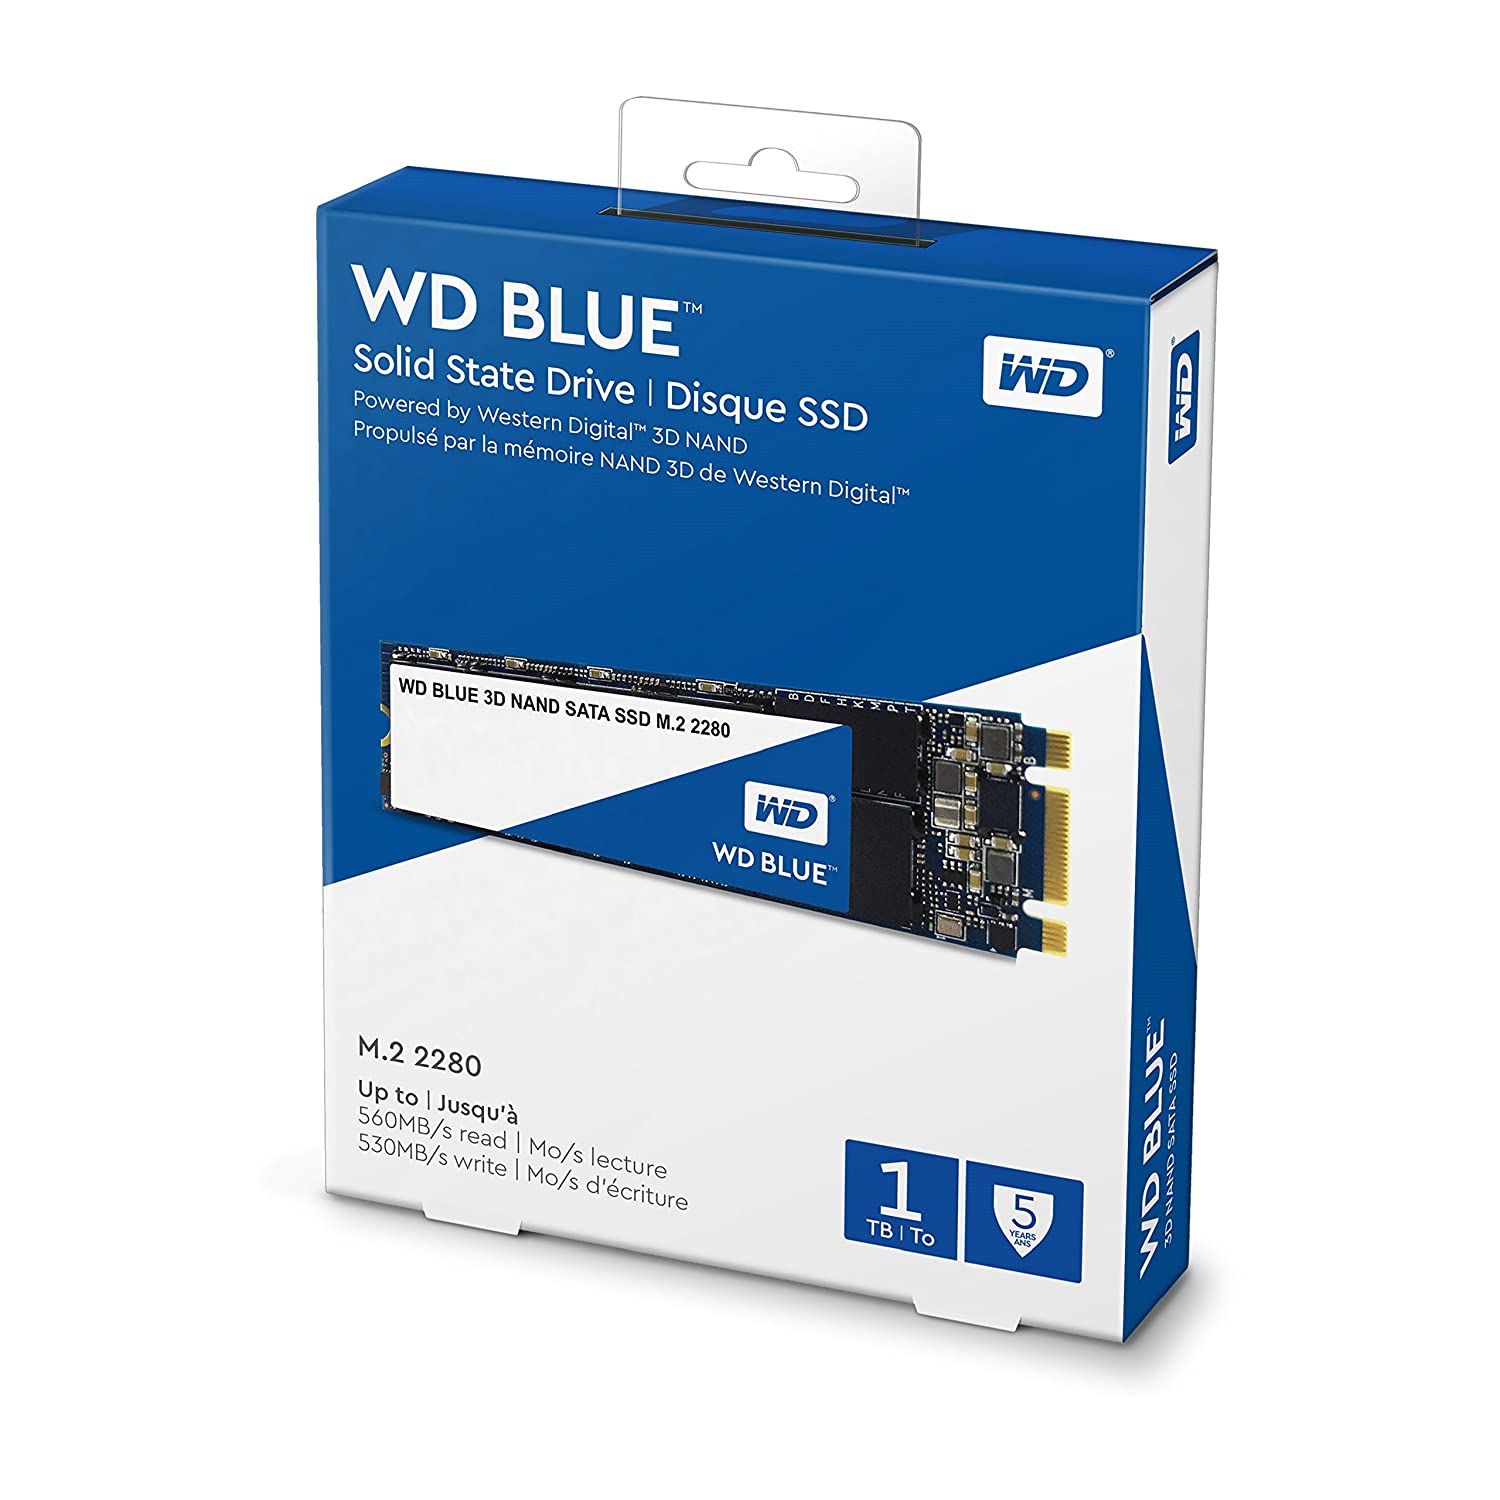 WD BLUE™
Solid State Drive | Disque SSD
Powered by Western Digital™ 3D NAND
Propulsé par la mémoire NAND 3D de Western Digital™
WD®
WD®
B D F H K M P T
WD BLUE 3D NAND SATA SSD M.2 2280
B
WD®
WD BLUE™
M
M.2 2280
Up to | Jusqu'à
560MB/s read | Mo/s lecture
530MB/s write | Mo/s d'écriture
1
TB | To
5
YEARS
ANS
WD BLUE™
3D NAND SATA SSD